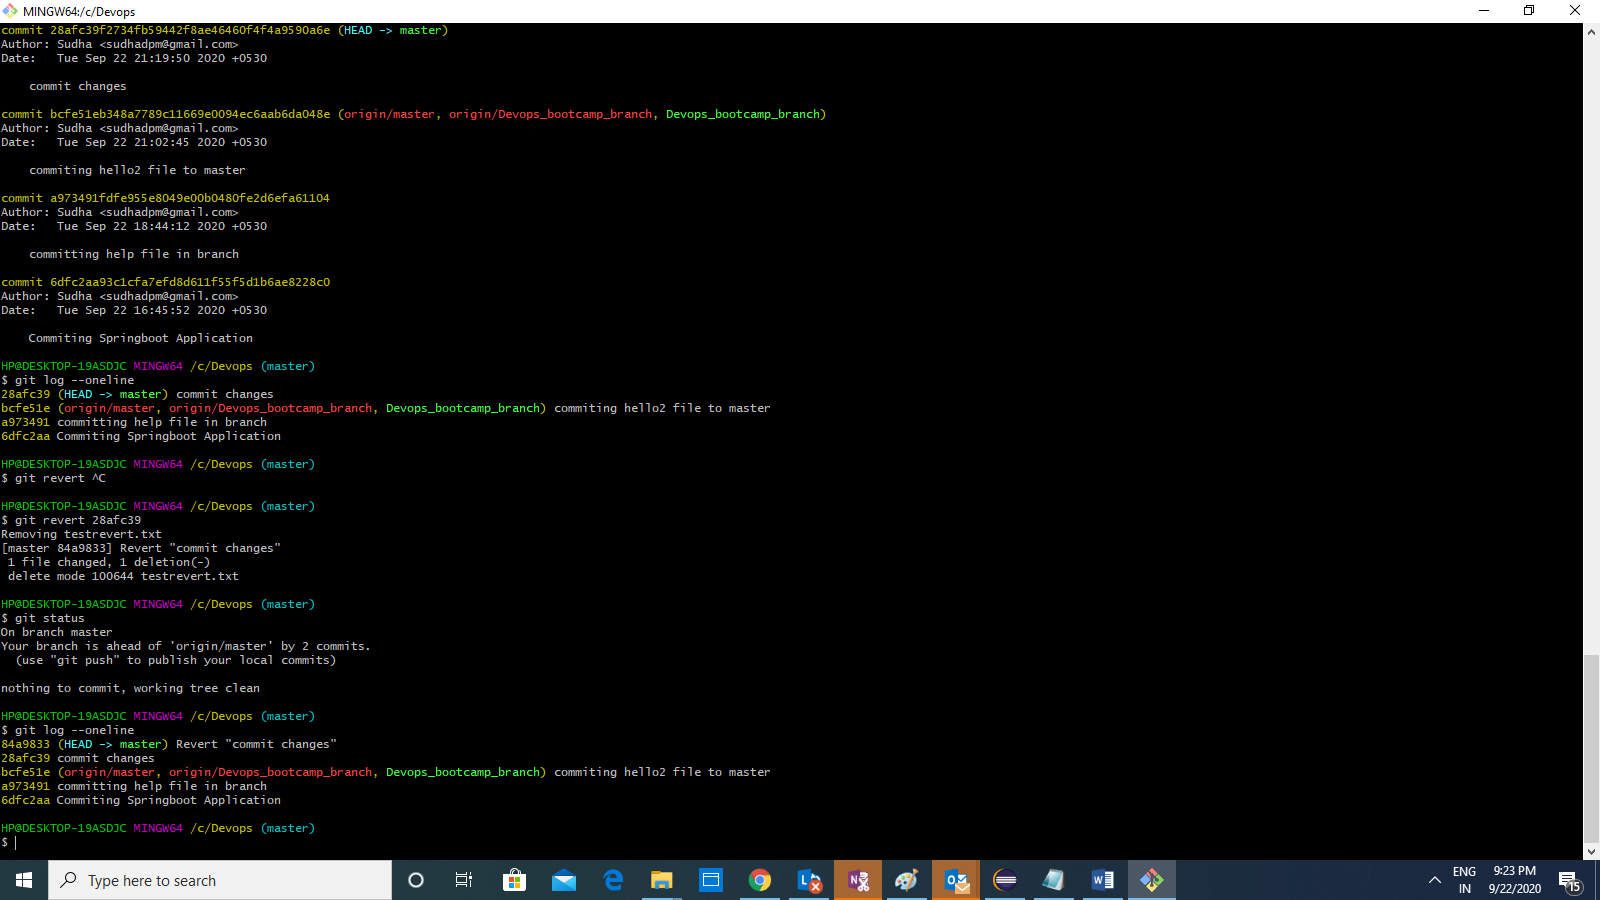 MINGW64:/c/Devops
commit 28afc39f2734fb59442f8ae46460f4f4a9590a6e (HEAD -> master)
Author: Sudha <sudhadpm@gmail.com>
Date:   Tue Sep 22 21:19:50 2020 +0530
commit changes
commit bcfe51eb348a7789c11669e0094ec6aab6da048e (origin/master, origin/Devops_bootcamp_branch, Devops_bootcamp_branch)
Author: Sudha <sudhadpm@gmail.com>
Date:   Tue Sep 22 21:02:45 2020 +0530
commiting hello2 file to master
commit a973491fdfe955e8049e00b0480fe2d6efa61104
Author: Sudha <sudhadpm@gmail.com>
Date:   Tue Sep 22 18:44:12 2020 +0530
committing help file in branch
commit 6dfc2aa93c1cfa7efd8d611f55f5d1b6ae8228c0
Author: Sudha <sudhadpm@gmail.com>
Date:   Tue Sep 22 16:45:52 2020 +0530
Commiting Springboot Application
HP@DESKTOP-19ASDJC MINGW64 /c/Devops (master)
$ git log --oneline
28afc39 (HEAD -> master) commit changes
bcfe51e (origin/master, origin/Devops_bootcamp_branch, Devops_bootcamp_branch) commiting hello2 file to master
a973491 committing help file in branch
6dfc2aa Commiting Springboot Application
HP@DESKTOP-19ASDJC MINGW64 /c/Devops (master)
$ git revert ^C
HP@DESKTOP-19ASDJC MINGW64 /c/Devops (master)
$ git revert 28afc39
Removing testrevert.txt
[master 84a9833] Revert "commit changes"
1 file changed, 1 deletion(-)
delete mode 100644 testrevert.txt
HP@DESKTOP-19ASDJC MINGW64 /c/Devops (master)
$ git status
On branch master
Your branch is ahead of 'origin/master' by 2 commits.
(use "git push" to publish your local commits)
nothing to commit, working tree clean
HP@DESKTOP-19ASDJC MINGW64 /c/Devops (master)
$ git log --oneline
84a9833 (HEAD -> master) Revert "commit changes"
28afc39 commit changes
bcfe51e (origin/master, origin/Devops_bootcamp_branch, Devops_bootcamp_branch) commiting hello2 file to master
a973491 committing help file in branch
6dfc2aa Commiting Springboot Application
HP@DESKTOP-19ASDJC MINGW64 /c/Devops (master)
$
Type here to search
ENG
IN
9:23 PM
9/22/2020
15